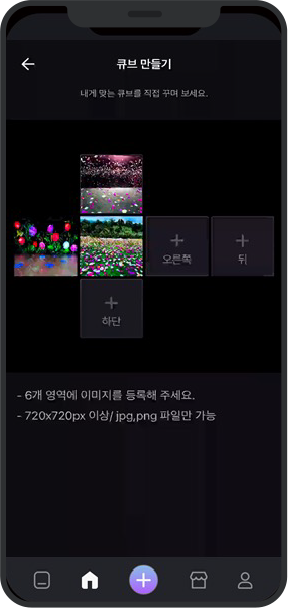 큐브 만들기
내게 맞는 큐브를 직접 꾸며 보세요.
오른쪽
뒤
하단
- 6개 영역에 이미지를 등록해 주세요.
- 720x720px 이상/ jpg,png 파일만 가능